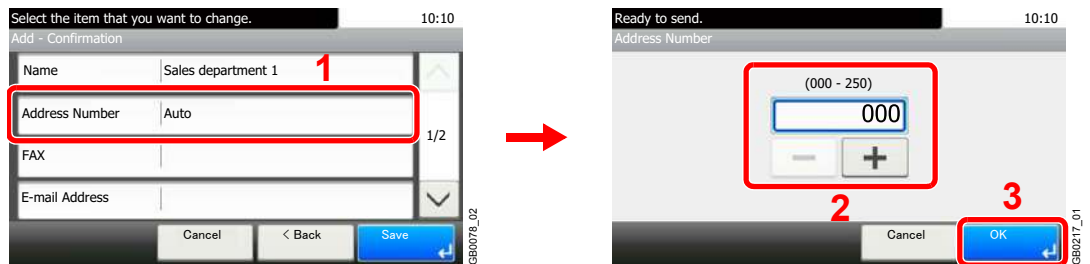 Select the item that you want to change. 10:10
Add - Confirmation
Name Sales department 1
1
Address Number Auto
1/2
FAX
E-mail Address
Cancel < Back Save
GB0078_02
Ready to send. 10:10
Address Number
(000 - 250)
000
2
3
Cancel OK
GB0217_01